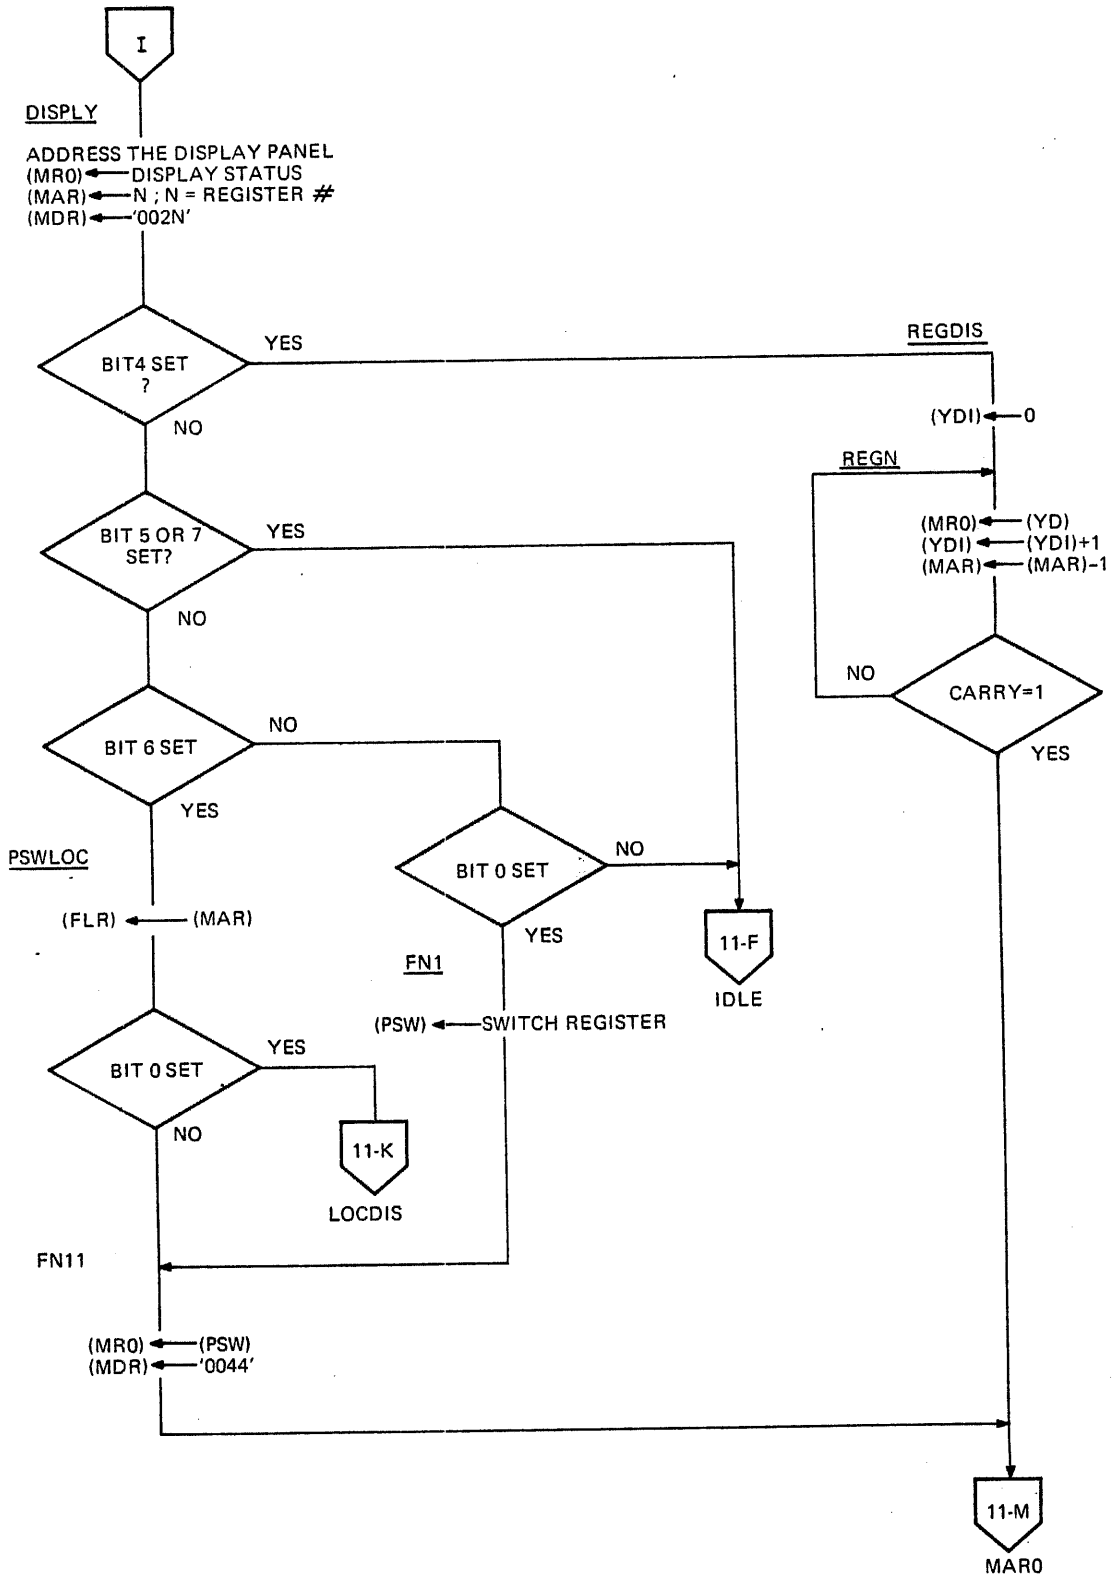 I
DISPLY
ADDRESS THE DISPLAY PANEL
(MR0) DISPLAY STATUS
(MAR) N ; N = REGISTER #
(MDR) '002N'
BIT4 SET
?
YES
NO
REGDIS
(YDI) 0
REGN
(MR0) (YD)
(YDI) (YDI)+1
(MAR) (MAR)-1
CARRY=1
NO
YES
BIT 5 OR 7
SET?
YES
NO
BIT 6 SET
NO
YES
BIT 0 SET
NO
YES
11-F
IDLE
PSWLOC
(FLR) (MAR)
FN1
(PSW) SWITCH REGISTER
BIT 0 SET
YES
NO
11-K
LOCDIS
FN11
(MR0) (PSW)
(MDR) '0044'
11-M
MAR0